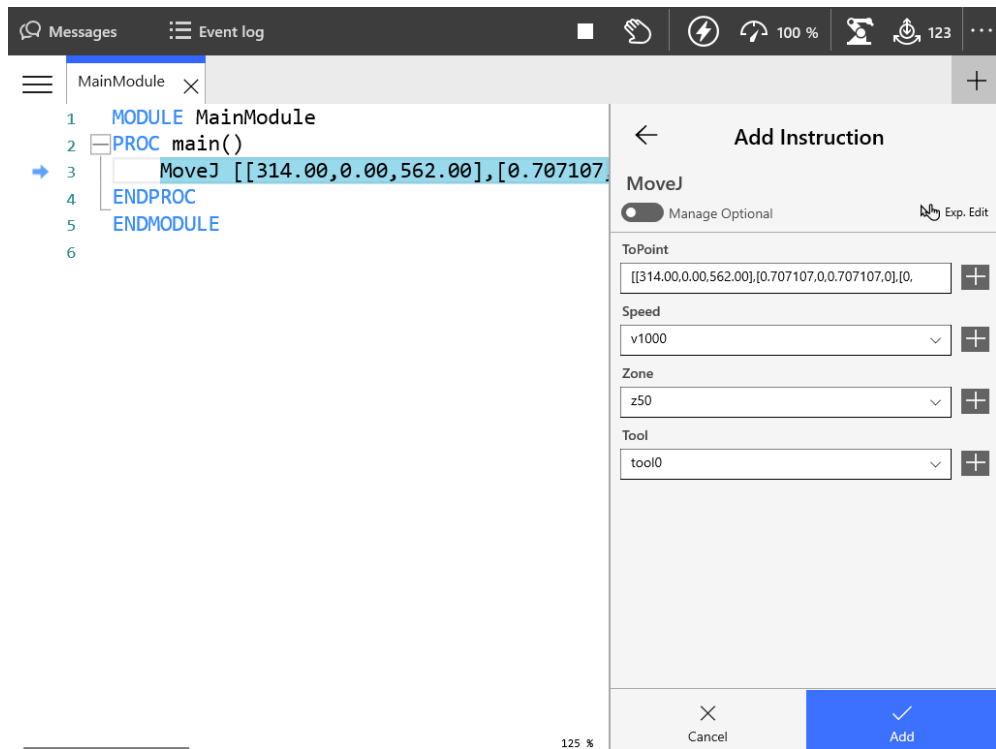 Messages Event log 100 % 123
MainModule
1 MODULE MainModule
2 PROC main()
3 MoveJ [[314.00,0.00,562.00],[0.707107,
4 ENDPROC
5 ENDMODULE
6
125 %
Add Instruction
MoveJ
Manage Optional Exp. Edit
ToPoint
[[314.00,0.00,562.00],[0.707107,0,0.707107,0],[0,
Speed
v1000
Zone
z50
Tool
tool0
Cancel Add